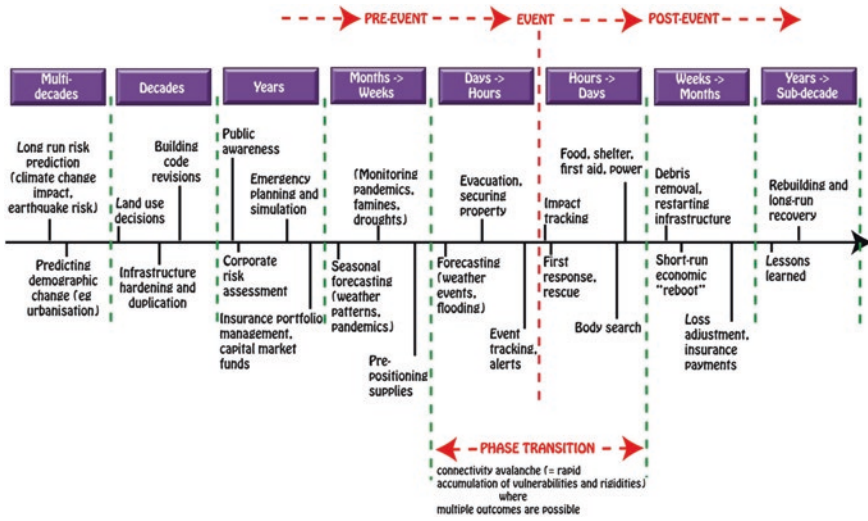 PRE-EVENT
EVENT
POST-EVENT
Multi-
decades
Decades
Years
Months ->
Weeks
Days ->
Hours
Hours ->
Days
Weeks ->
Months
Years ->
Sub-decade
Long run risk
prediction
(climate change
impact,
earthquake risk)
Predicting
demographic
change (eg
urbanisation)
Building
code
revisions
Land use
decisions
Infrastructure
hardening and
duplication
Public
awareness
Emergency
planning and
simulation
Corporate
risk
assessment
Insurance portfolio
management,
capital market
funds
(Monitoring
pandemics,
famines,
droughts)
Seasonal
forecasting
(weather
patterns,
pandemics)
Pre-
positioning
supplies
Evacuation,
securing
property
Forecasting
(weather
events,
flooding)
Event
tracking,
alerts
Food, shelter,
first aid, power
Impact
tracking
First
response,
rescue
Body search
Debris
removal,
restarting
infrastructure
Short-run
economic
"reboot"
Loss
adjustment,
insurance
payments
Rebuilding
and
long-run
recovery
Lessons
learned
PHASE TRANSITION
connectivity avalanche (= rapid
accumulation of vulnerabilities and rigidities)
where
multiple outcomes are possible